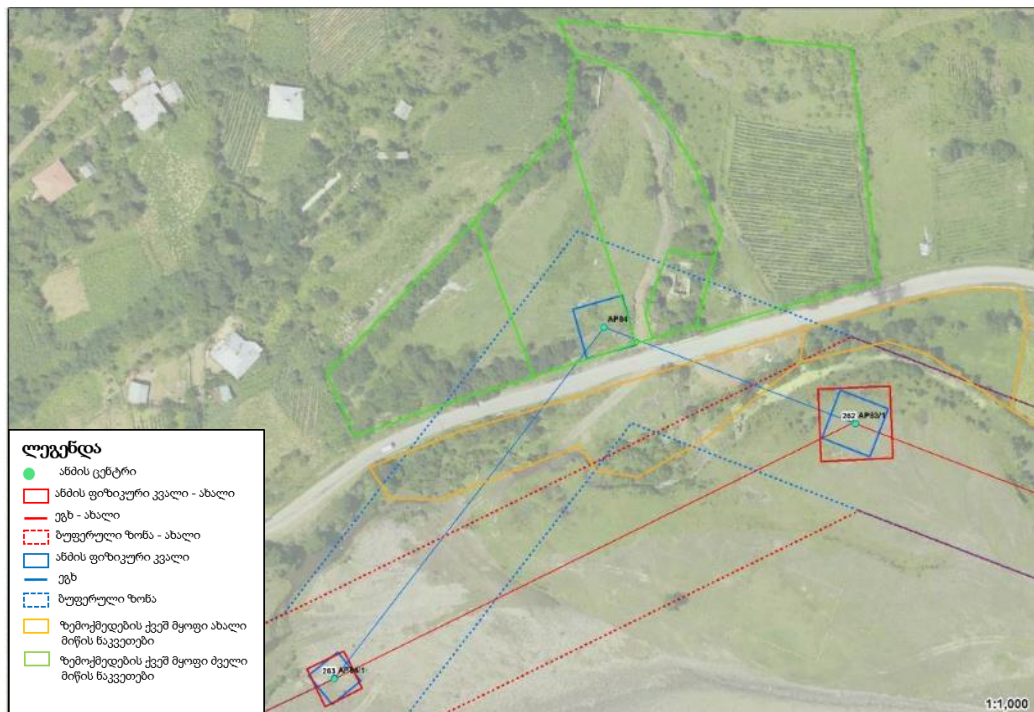 AP84
262 AP83/1
ლეგენდა
ანძის ცენტრი
ანძის ფიზიკური კვალი - ახალი
ეგხ - ახალი
ბუფერული ზონა - ახალი
ანძის ფიზიკური კვალი
ეგხ
ბუფერული ზონა
ზემოქმედების ქვეშ მყოფი ახალი
მიწის ნაკვეთები
ზემოქმედების ქვეშ მყოფი ძველი
მიწის ნაკვეთები
263
1:1,000